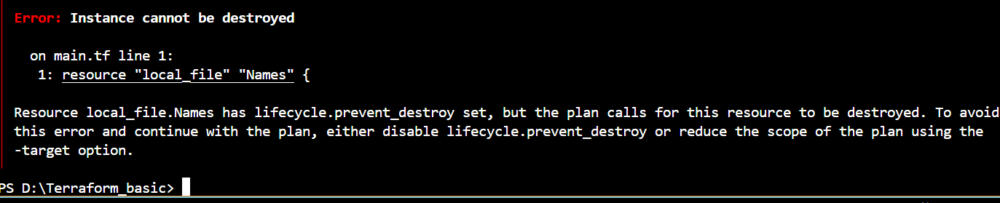 Error: Instance cannot be destroyed
on main.tf line 1:
1: resource "local_file" "Names" {
Resource local_file.Names has lifecycle.prevent_destroy set, but the plan calls for this resource to be destroyed. To avoid
this error and continue with the plan, either disable lifecycle.prevent_destroy or reduce the scope of the plan using the
-target option.
PS D:\Terraform_basic>